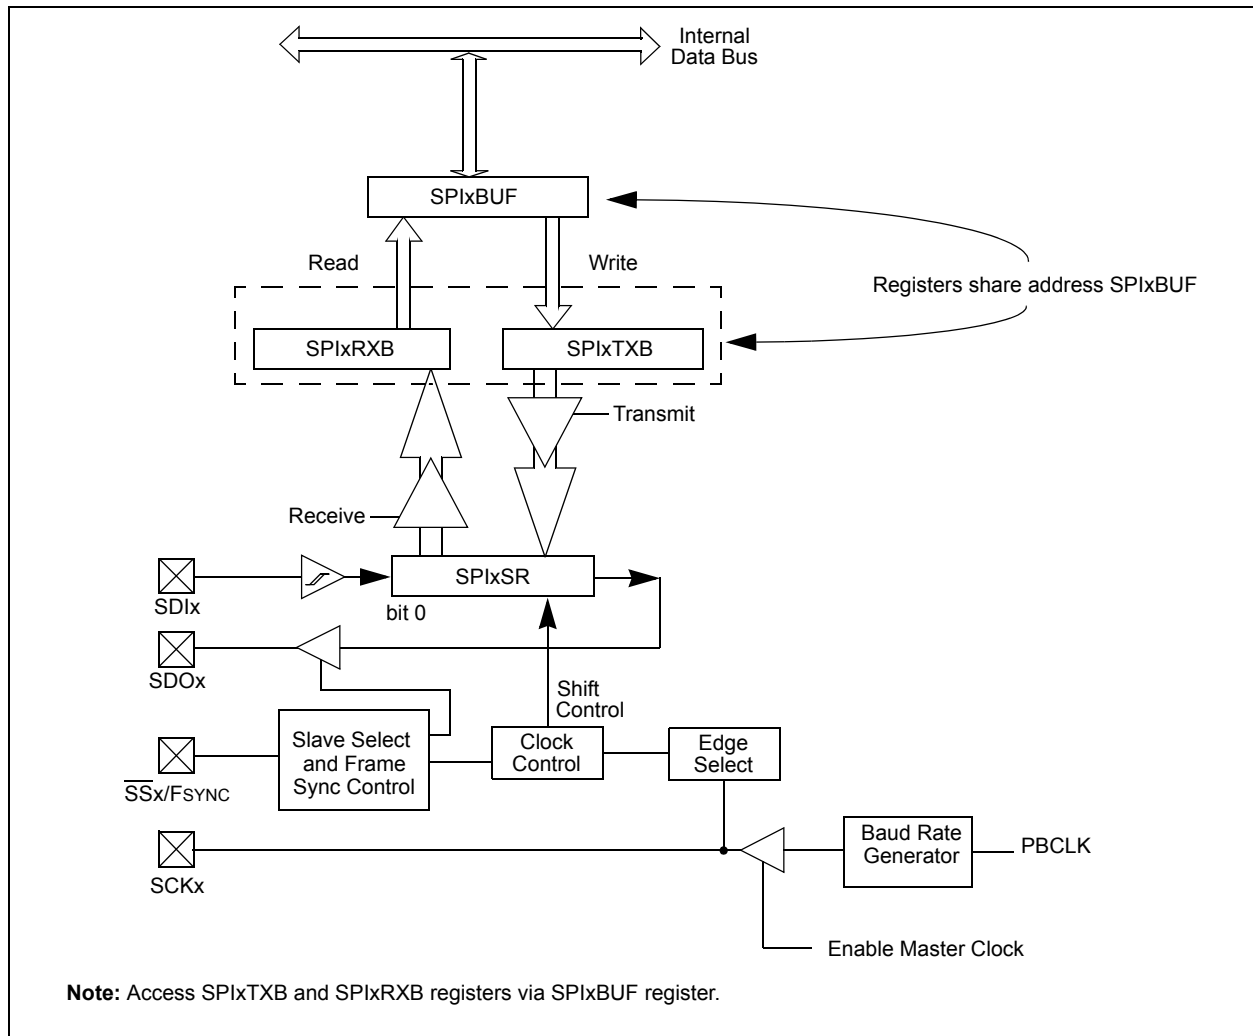 Internal
Data Bus
SPIxBUF
Read
Write
Registers share address SPIxBUF
SPIxRXB
SPIxTXB
Transmit
Receive
SPIxSR
SDIx
bit 0
SDOx
Shift
Control
Slave Select
and Frame
Sync Control
Clock
Control
Edge
Select
SSx/FSYNC
Baud Rate
Generator
PBCLK
SCKx
Enable Master Clock
Note: Access SPIxTXB and SPIxRXB registers via SPIxBUF register.